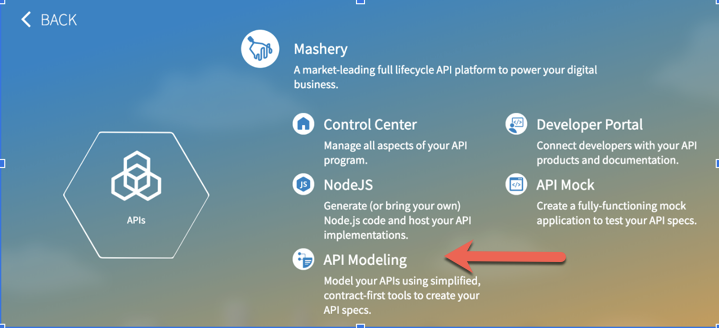 BACK
Mashery
A market-leading full lifecycle API platform to power your digital
business.
Control Center
Manage all aspects of your API
program.
Developer Portal
Connect developers with your API
products and documentation.
JS
NodeJS
Generate (or bring your own)
Node.js code and host your API
implementations.
API Mock
Create a fully-functioning mock
application to test your API specs.
APIs
API Modeling
Model your APIs using simplified,
contract-first tools to create your
API specs.